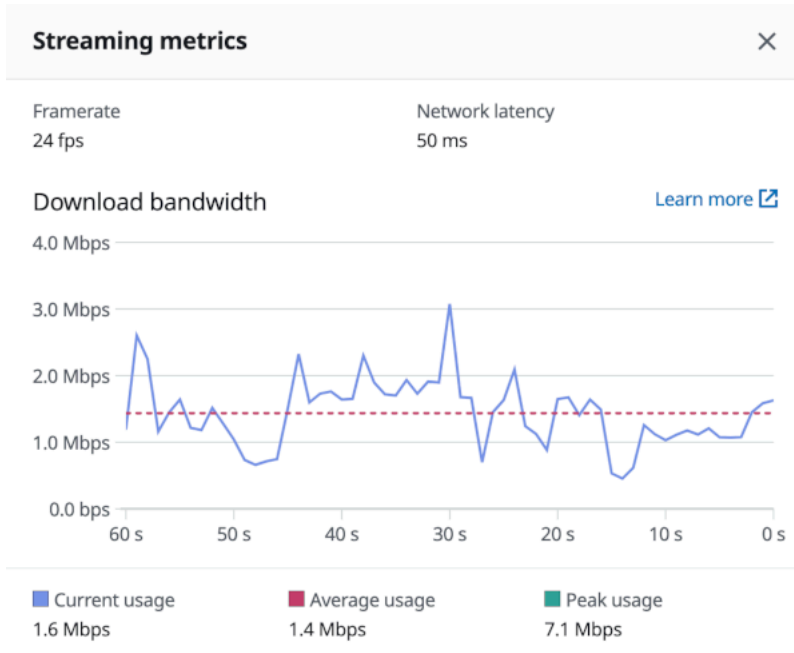 Streaming metrics
Framerate
Network latency
24 fps
50 ms
Download bandwidth
Learn more
4.0 Mbps
3.0 Mbps
2.0 Mbps
1.0 Mbps
0.0 bps
60 s 50 s 40 s 30 s 20 s 10 s 0 s
Current usage
Average usage
Peak usage
1.6 Mbps
1.4 Mbps
7.1 Mbps